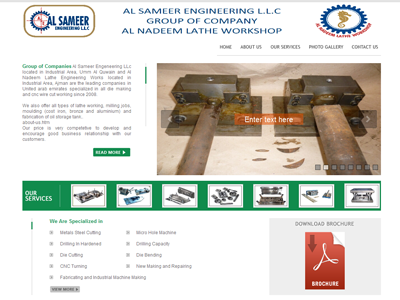 AL SAMEER
ENGINEERING L.L.C
AL SAMEER ENGINEERING L.L.C
GROUP OF COMPANY
AL NADEEM LATHE WORKSHOP
AL NADEEM LATHE WORKSHOP
HOME ABOUT US OUR SERVICES PHOTO GALLERY CONTACT US
Group of Companies Al Sameer Engeineering LLc
located in Industrial Area, Umm Al Quwain and Al
Nadeem Lathe Engineering Works located in
Industrial Area, Ajman are the leading companies in
United arab emirates specialized in all die making
and cnc wire cut working since 2006.
We also offer all types of lathe working, milling jobs,
moulding (cost iron, bronze and aluminium) and
fabrication of oil storage tank.
about-us.htm
Our price is very competetive to develop and
encourage good business relationship with our
customers.
READ MORE
Enter text here
OUR
SERVICES
We Are Specialized in
Metals Steel Cutting
Micro Hole Machine
Drilling In Hardened
Drilling Capacity
Die Cutting
Die Bending
CNC Turning
New Making and Repairing
Fabricating and Industrial Machine Making
VIEW MORE
DOWNLOAD BROCHURE
BROCHURE